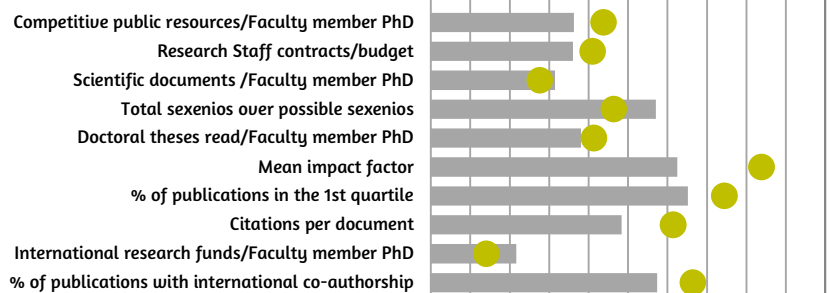 Competitive public resources/Faculty member PhD
Research Staff contracts/budget
Scientific documents /Faculty member PhD
Total sexenios over possible sexenios
Doctoral theses read/Faculty member PhD
Mean impact factor
% of publications in the 1st quartile
Citations per document
International research funds/Faculty member PhD
% of publications with international co-authorship